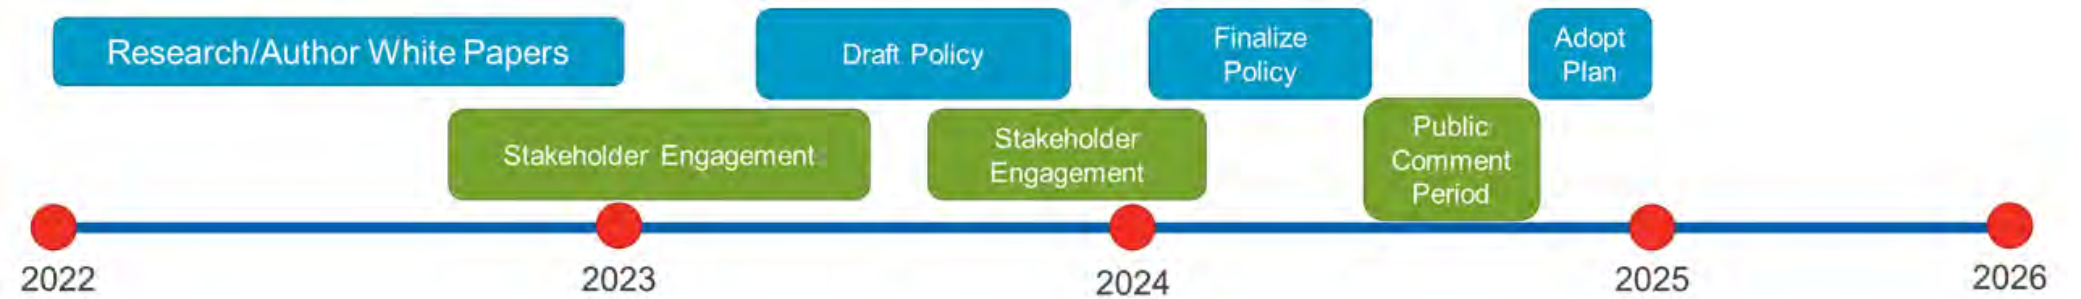 Research/Author White Papers
Draft Policy
Finalize
Policy
Adopt
Plan
Stakeholder Engagement
Stakeholder
Engagement
Public
Comment
Period
2022
2023
2024
2025
2026